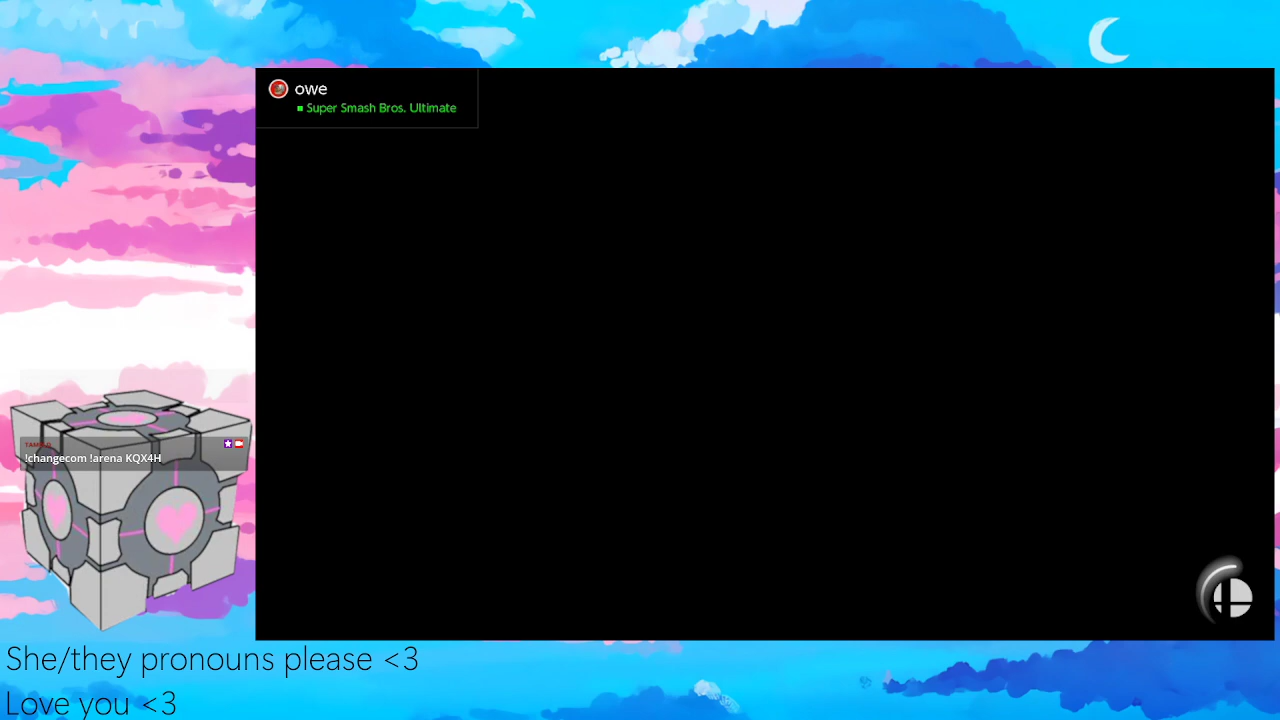 owe
Super Smash Bros. Ultimate
!changecom !arena KQX4H
She/they pronouns please <3
Love you <3